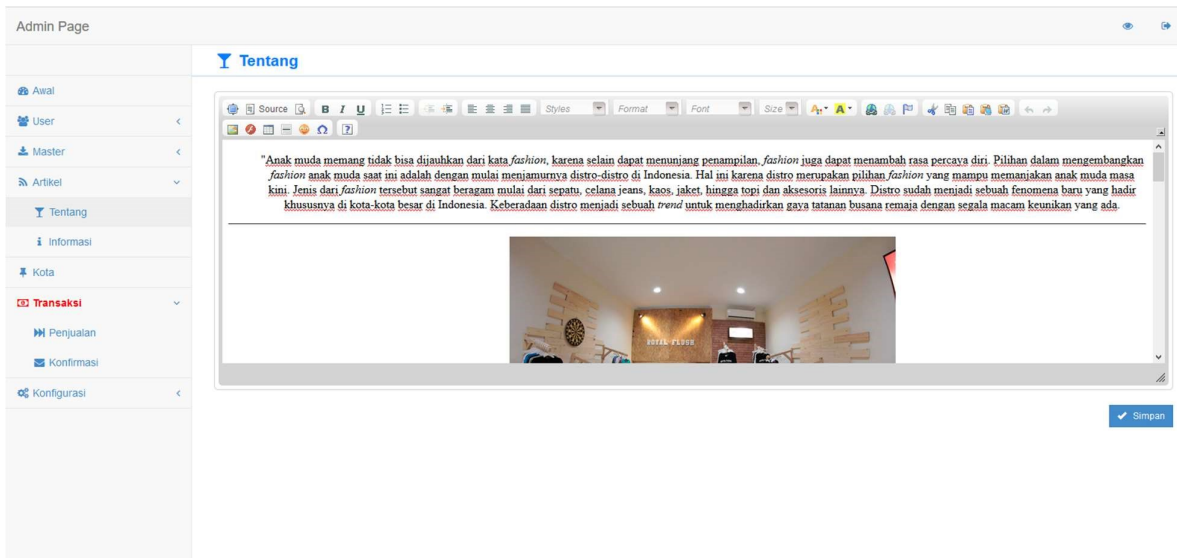 Admin Page
Tentang
Awal
User
Master
Artikel
Tentang
Informasi
Kota
Transaksi
Penjualan
Konfirmasi
Konfigurasi
Source B I U Styles Format Font Size A A
?
"Anak muda memang tidak bisa dijauhkan dari kata fashion, karena selain dapat menunjang penampilan, fashion juga dapat menambah rasa percaya diri. Pilihan dalam mengembangkan
fashion anak muda saat ini adalah dengan mulai menjamurnya distro-distro di Indonesia. Hal ini karena distro merupakan pilihan fashion yang mampu memanjakan anak muda masa
kini. Jenis dari fashion tersebut sangat beragam mulai dari sepatu, celana jeans, kaos, jaket, hingga topi dan aksesoris lainnya. Distro sudah menjadi sebuah fenomena baru yang hadir
khususnya di kota-kota besar di Indonesia. Keberadaan distro menjadi sebuah trend untuk menghadirkan gaya tatanan busana remaja dengan segala macam keunikan yang ada.
ROYAL FLUSH
Simpan